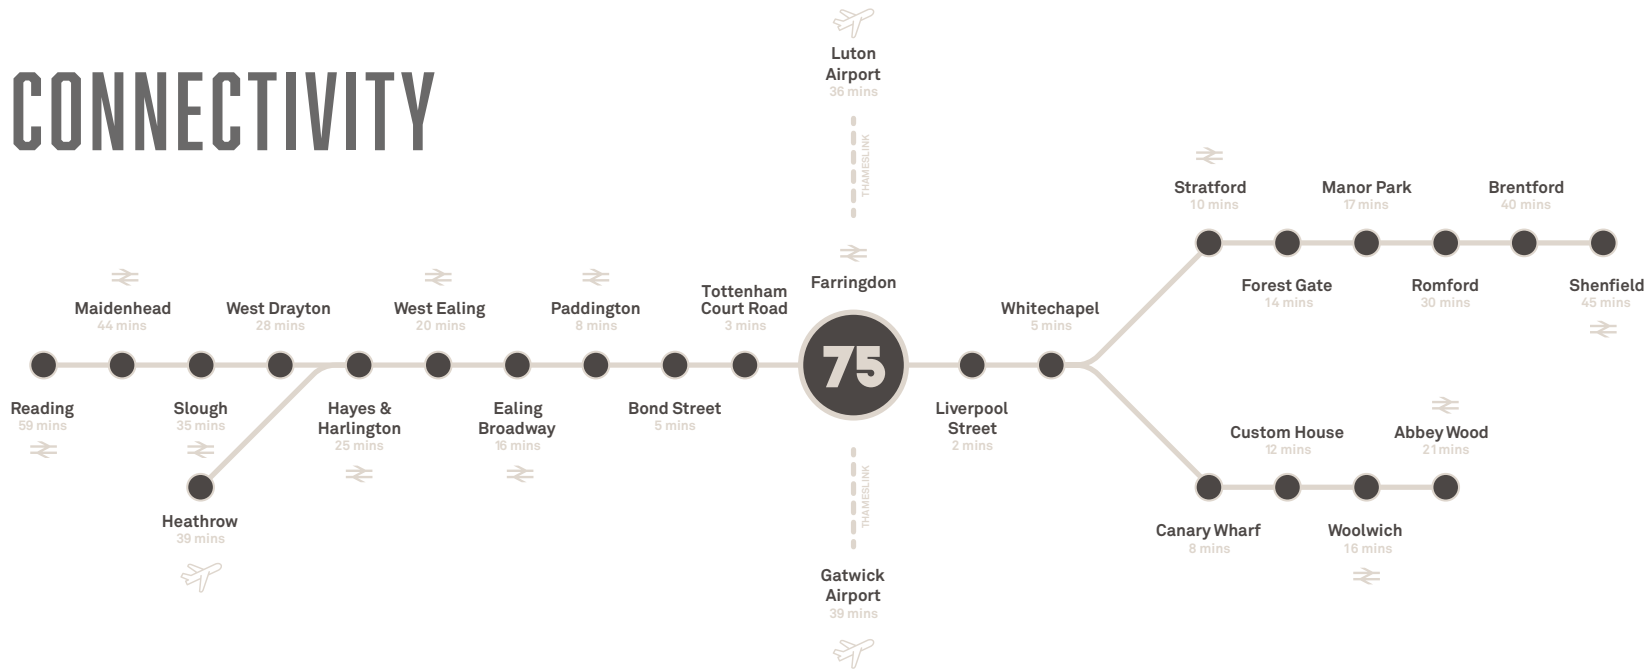 CONNECTIVITY
Luton
Airport
36 mins
THAMESLINK
Farringdon
75
THAMESLINK
Gatwick
Airport
39 mins
Reading
59 mins
Maidenhead
44 mins
Slough
35 mins
West Drayton
28 mins
Heathrow
39 mins
Hayes &
Harlington
25 mins
West Ealing
20 mins
Ealing
Broadway
16 mins
Paddington
8 mins
Bond Street
5 mins
Tottenham
Court Road
3 mins
Liverpool
Street
2 mins
Whitechapel
5 mins
Stratford
10 mins
Forest Gate
14 mins
Manor Park
17 mins
Romford
30 mins
Brentford
40 mins
Shenfield
45 mins
Canary Wharf
8 mins
Custom House
12 mins
Woolwich
16 mins
Abbey Wood
21 mins